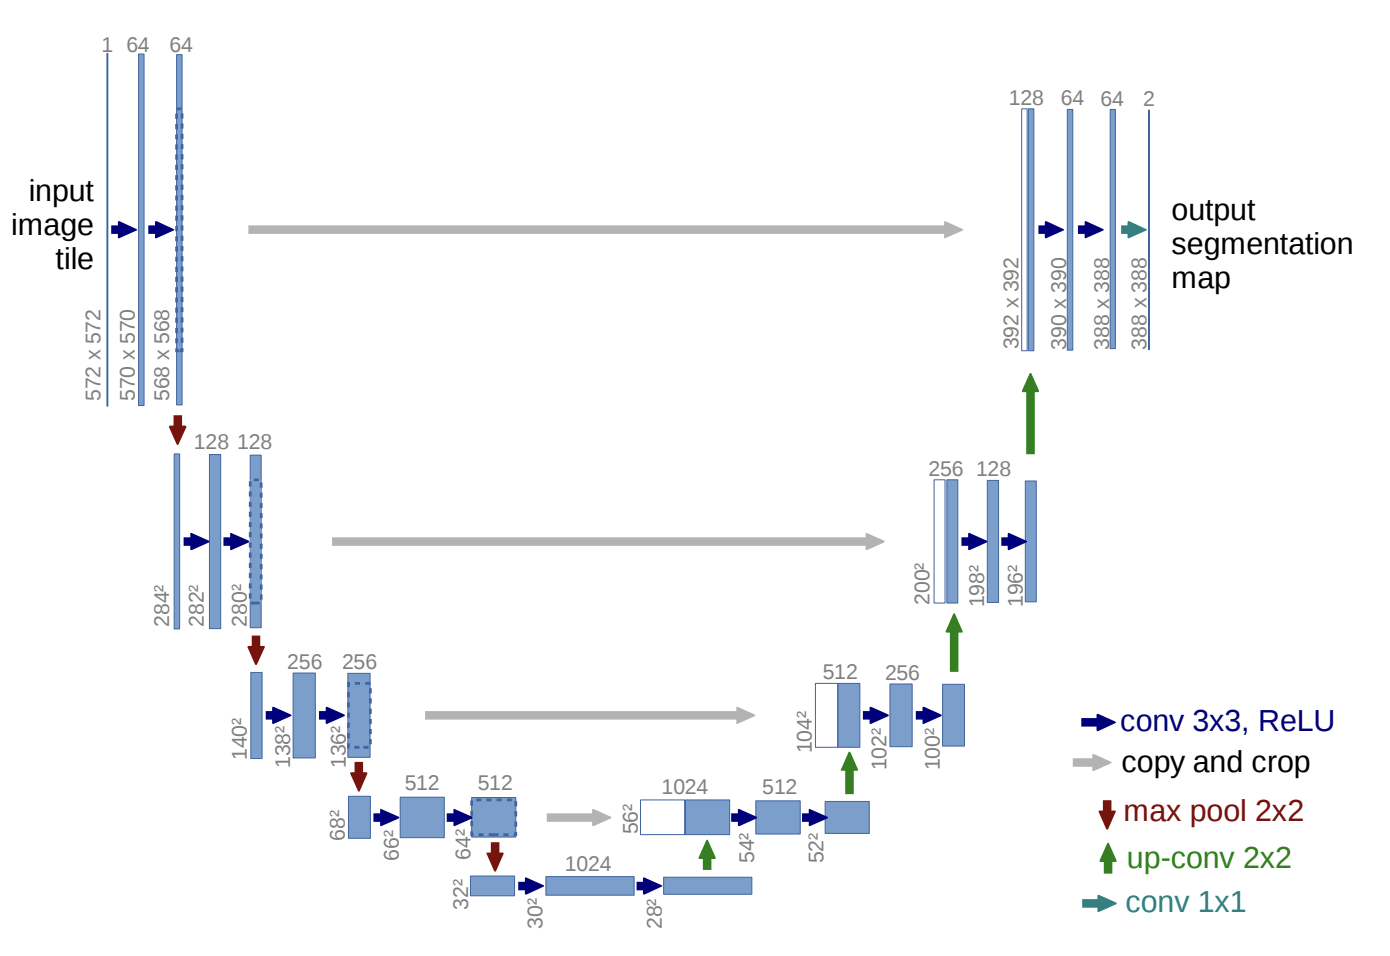 1 64 64
input
image
tile
572 x 572
570 x 570
568 x 568
128 64 64 2
392 x 392
390 x 390
388 x 388
388 x 388
output
segmentation
map
128 128
284²
282²
280²
256 128
200²
198²
196²
256 256
140²
138²
136²
512 256
104²
102²
100²
512 512
68²
66²
64²
1024 512
56²
54²
52²
1024
32²
30²
28²
conv 3x3, ReLU
copy and crop
max pool 2x2
up-conv 2x2
conv 1x1